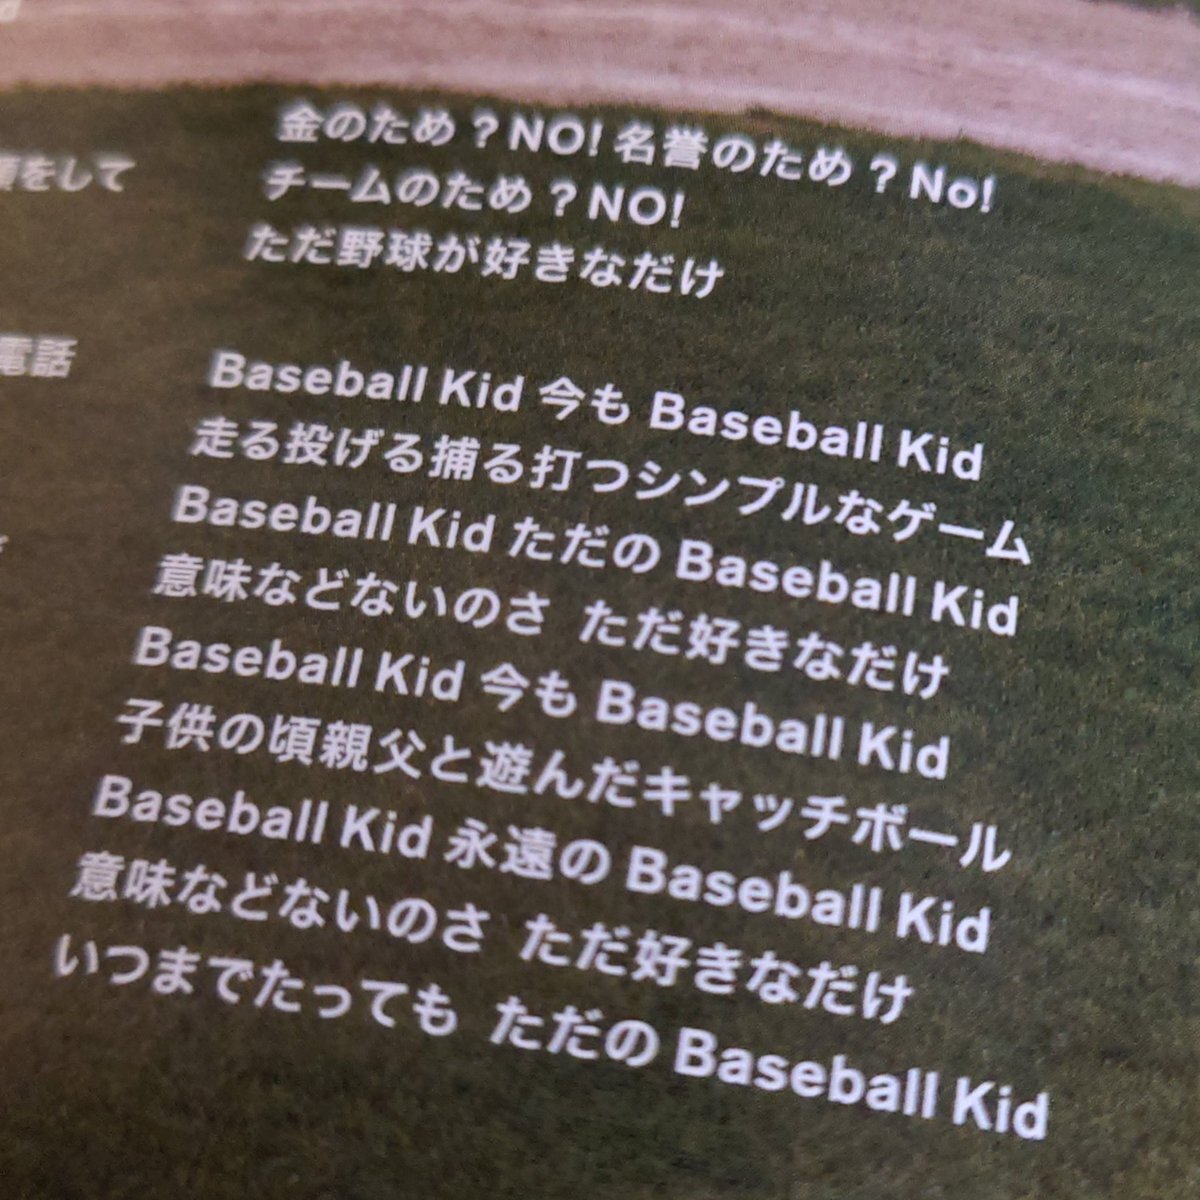 をして
電話
金のため？NO! 名誉のため？No!
チームのため？NO!
ただ野球が好きなだけ
Baseball Kid 今も Baseball Kid
走る投げる捕る打つシンプルなゲーム
Baseball Kid ただの Baseball Kid
意味などないのさ ただ好きなだけ
Baseball Kid 今も Baseball Kid
子供の頃親父と遊んだキャッチボール
Baseball Kid 永遠の Baseball Kid
意味などないのさ ただ好きなだけ
いつまでたっても ただの Baseball Kid